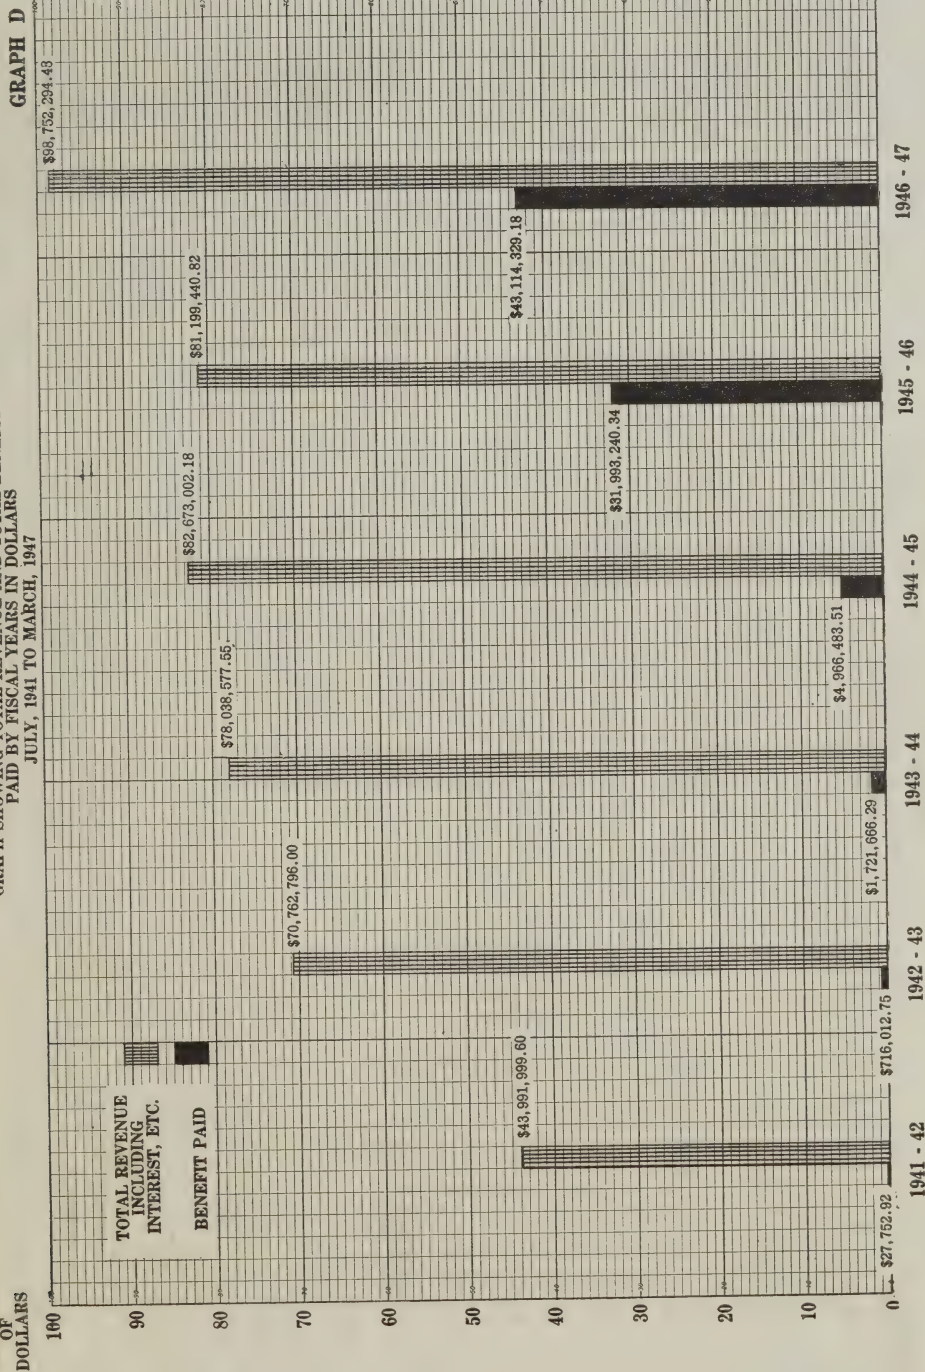 GRAPH D
PAID BY FISCAL YEARS IN DOLLARS
JULY, 1941 TO MARCH, 1947
OF
DOLLARS
100
90
80
70
60
50
40
30
20
10
0
TOTAL REVENUE
INCLUDING
INTEREST, ETC.
BENEFIT PAID
$27,752.92
$43,991,999.60
$716,012.75
$70,762,796.00
$1,721,666.29
$78,038,577.55
$4,966,483.51
$82,673,002.18
$31,993,240.34
$81,199,440.82
$43,114,329.18
$98,752,294.48
1941 - 42
1942 - 43
1943 - 44
1944 - 45
1945 - 46
1946 - 47